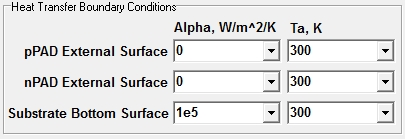 Heat Transfer Boundary Conditions
Alpha, W/m^2/K Ta, K
pPAD External Surface 0 300
nPAD External Surface 0 300
Substrate Bottom Surface 1e5 300